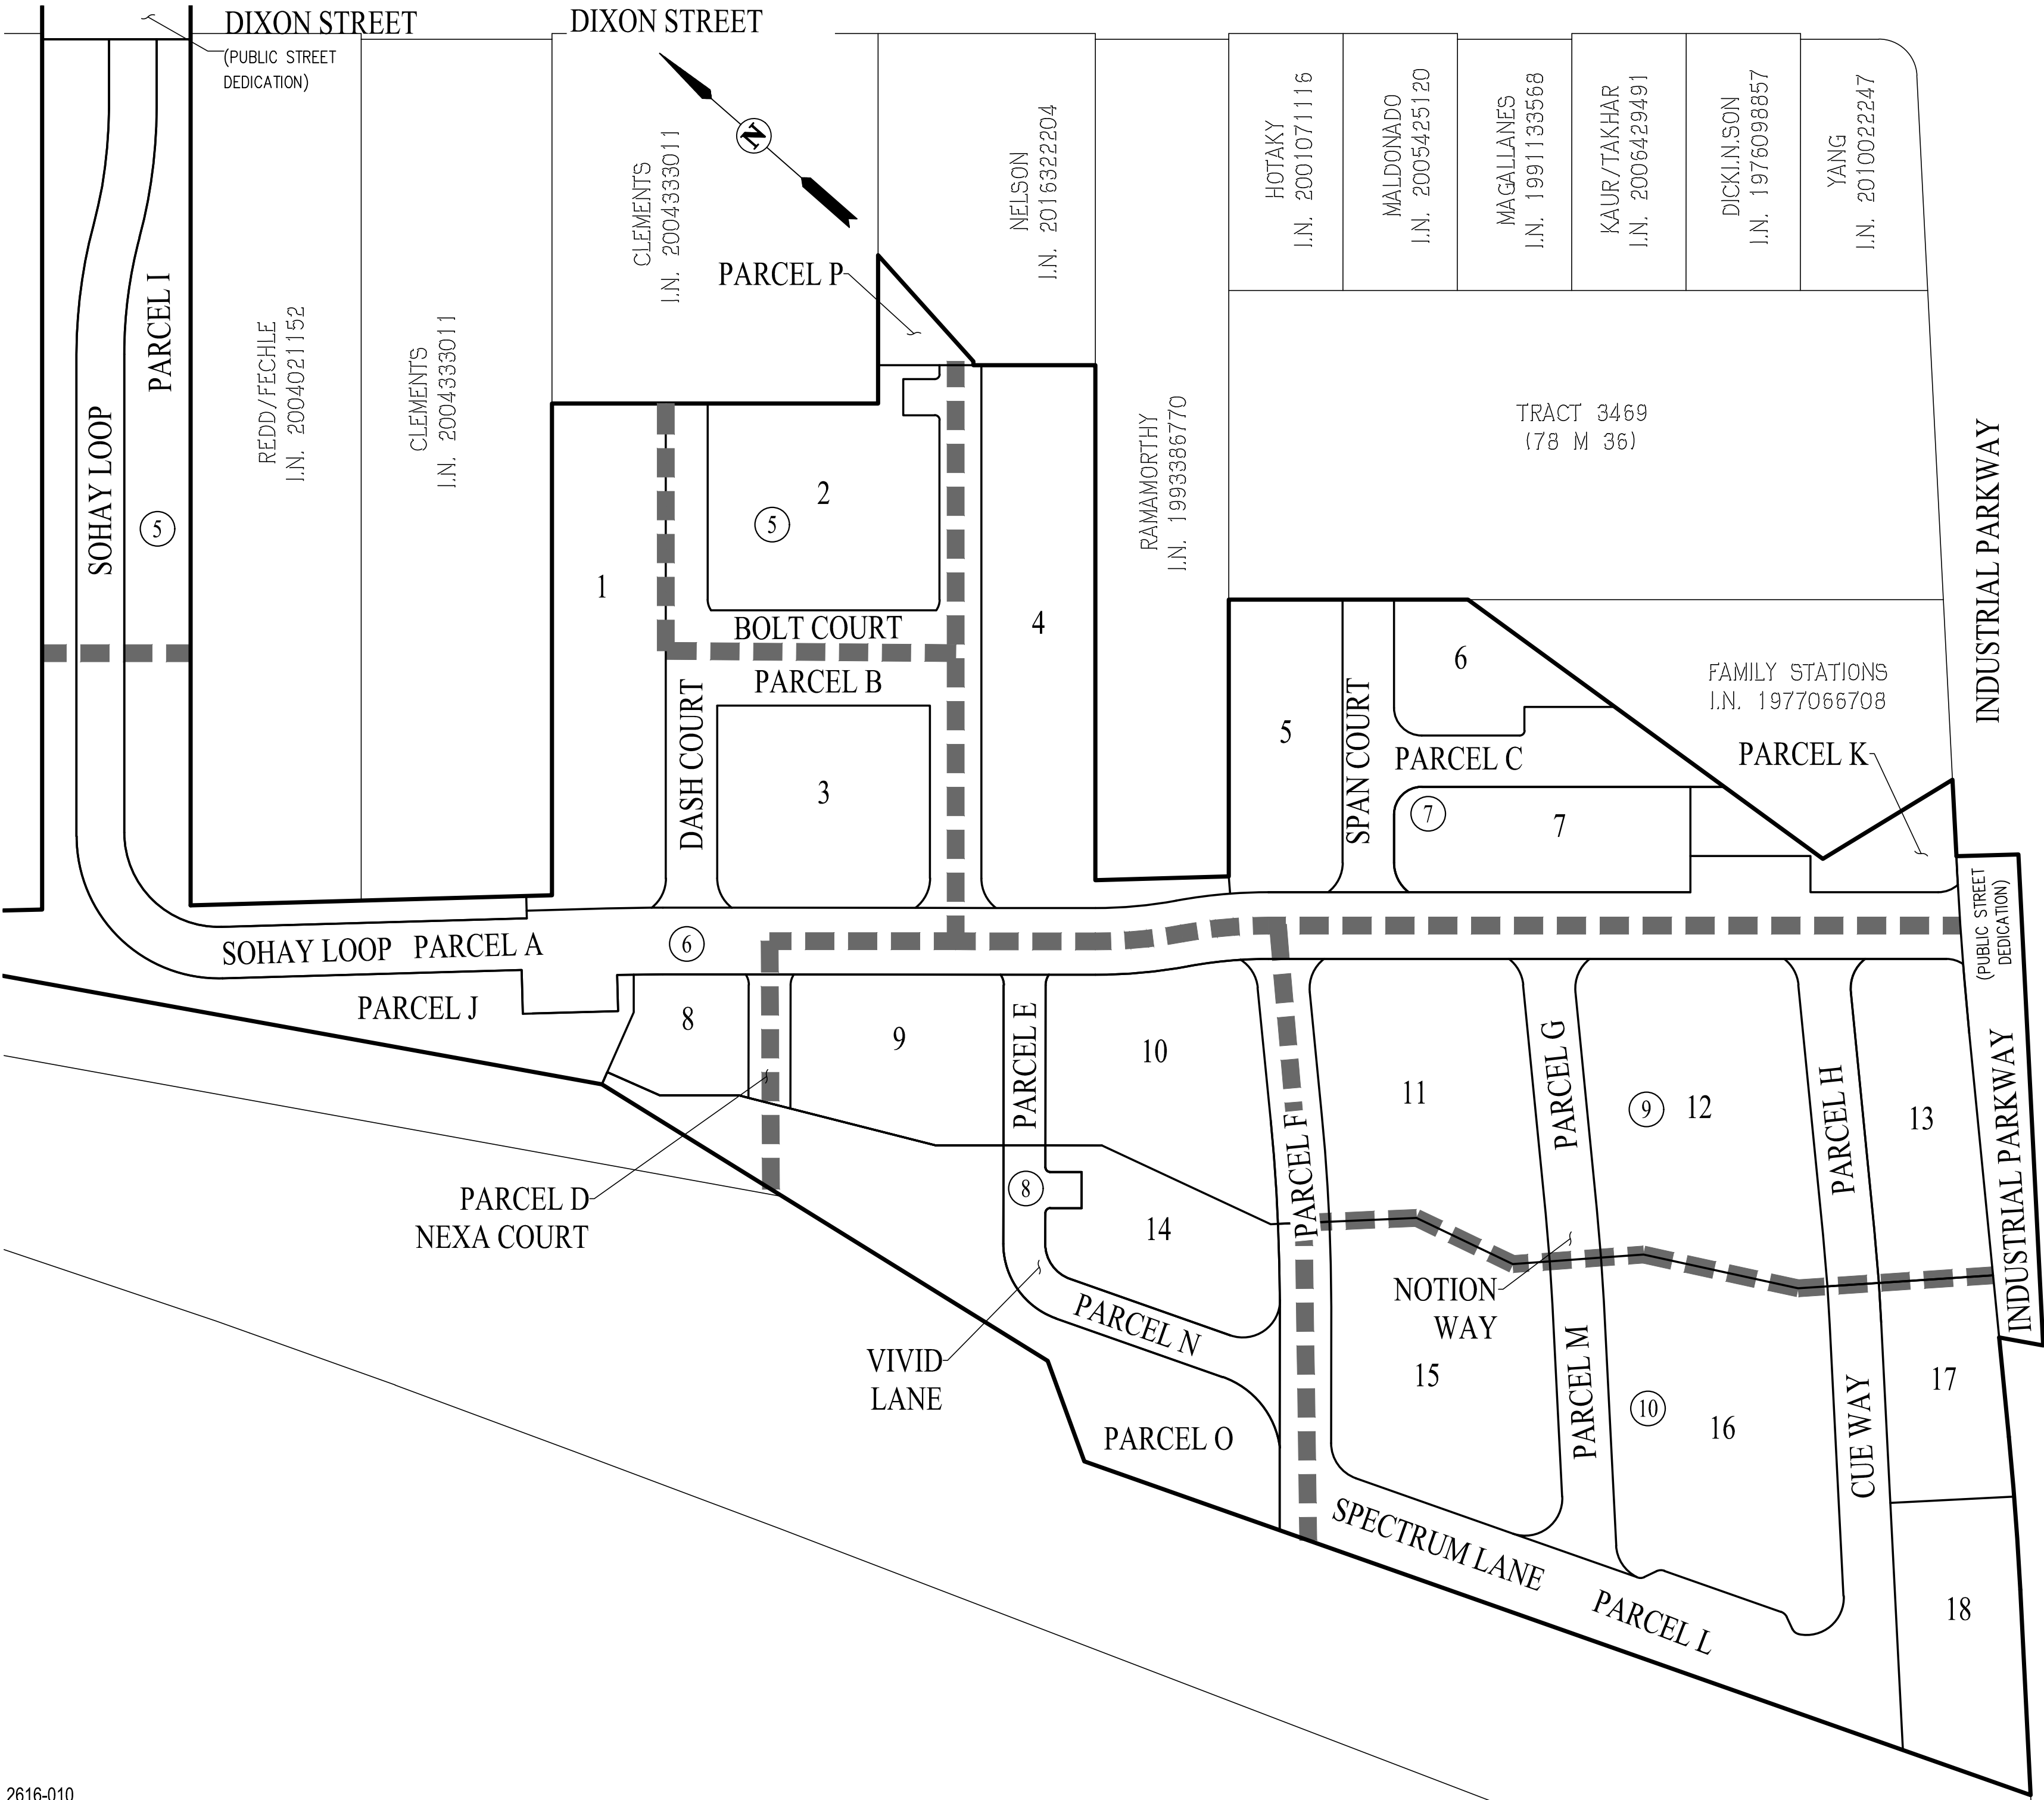 DIXON STREET
(PUBLIC STREET
DEDICATION)
DIXON STREET
N
PARCEL I
SOHAY LOOP
5
REDD/FECHLE
I.N. 2004021152
CLEMENTS
I.N. 2004333011
CLEMENTS
I.N. 2004333011
PARCEL P
NELSON
I.N. 2016322204
HOTAKY
I.N. 20010711116
MALDONADO
I.N. 2005425120
MAGALLANES
I.N. 1991133568
KAUR/TAKHAR
I.N. 2006429491
DICKI.N.SON
I.N. 1976098857
YANG
I.N. 2010022247
RAMAMORTHY
I.N. 1993386770
TRACT 3469
(78 M 36)
INDUSTRIAL PARKWAY
1
2
5
BOLT COURT
PARCEL B
DASH COURT
3
4
5
SPAN COURT
6
PARCEL C
7
7
FAMILY STATIONS
I.N. 1977066708
PARCEL K
(PUBLIC STREET
DEDICATION)
SOHAY LOOP PARCEL A
6
PARCEL J
8
9
PARCEL E
10
11
PARCEL G
9
12
PARCEL H
13
INDUSTRIAL PARKWAY
PARCEL D
NEXA COURT
8
14
PARCEL F
NOTION
WAY
PARCEL N
VIVID
LANE
PARCEL O
15
PARCEL M
10
16
CUE WAY
17
SPECTRUM LANE
PARCEL L
18
2616-010